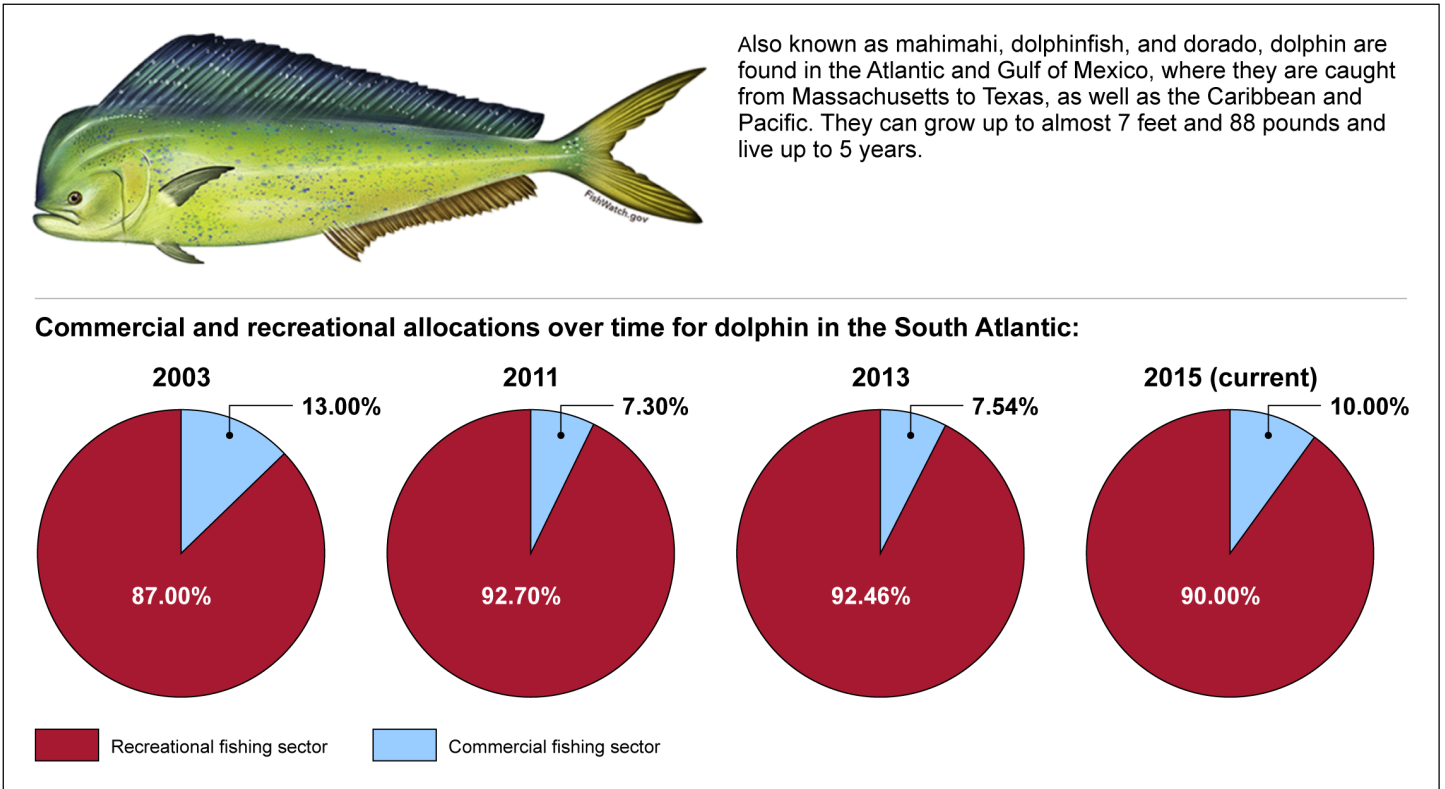 Also known as mahimahi, dolphinfish, and dorado, dolphin are
found in the Atlantic and Gulf of Mexico, where they are caught
from Massachusetts to Texas, as well as the Caribbean and
Pacific. They can grow up to almost 7 feet and 88 pounds and
live up to 5 years.
FishWatch.gov
Commercial and recreational allocations over time for dolphin in the South Atlantic:
2003
13.00%
87.00%
2011
7.30%
92.70%
2013
7.54%
92.46%
2015 (current)
10.00%
90.00%
Recreational fishing sector
Commercial fishing sector